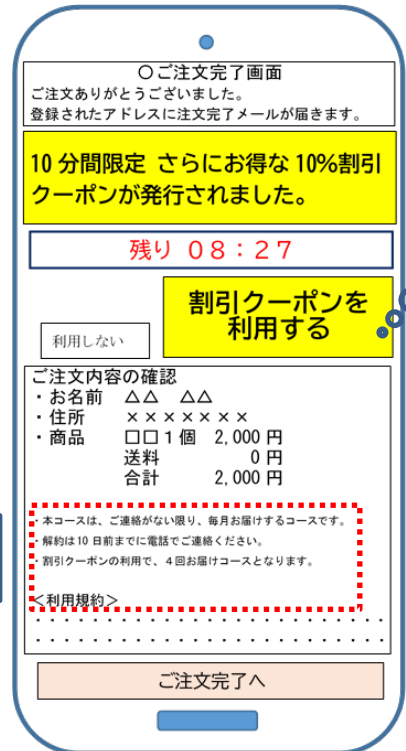 ○ご注文完了画面
ご注文ありがとうございました。
登録されたアドレスに注文完了メールが届きます。
10分間限定 さらにお得な10%割引
クーポンが発行されました。
残り 08：27
割引クーポンを
利用する
利用しない
ご注文内容の確認
・お名前 △△ △△
・住所 ×××××××
・商品 □□1個 2,000円
送料 0円
合計 2,000円
・本コースは、ご連絡がない限り、毎月お届けするコースです。
・解約は10日前までに電話でご連絡ください。
・割引クーポンの利用で、4回お届けコースとなります。
<利用規約>
・・・・・・・・・・・・・・・・・・・・・・・・・
・・・・・・・・・・・・・・・・・・・・・・・・・
ご注文完了へ